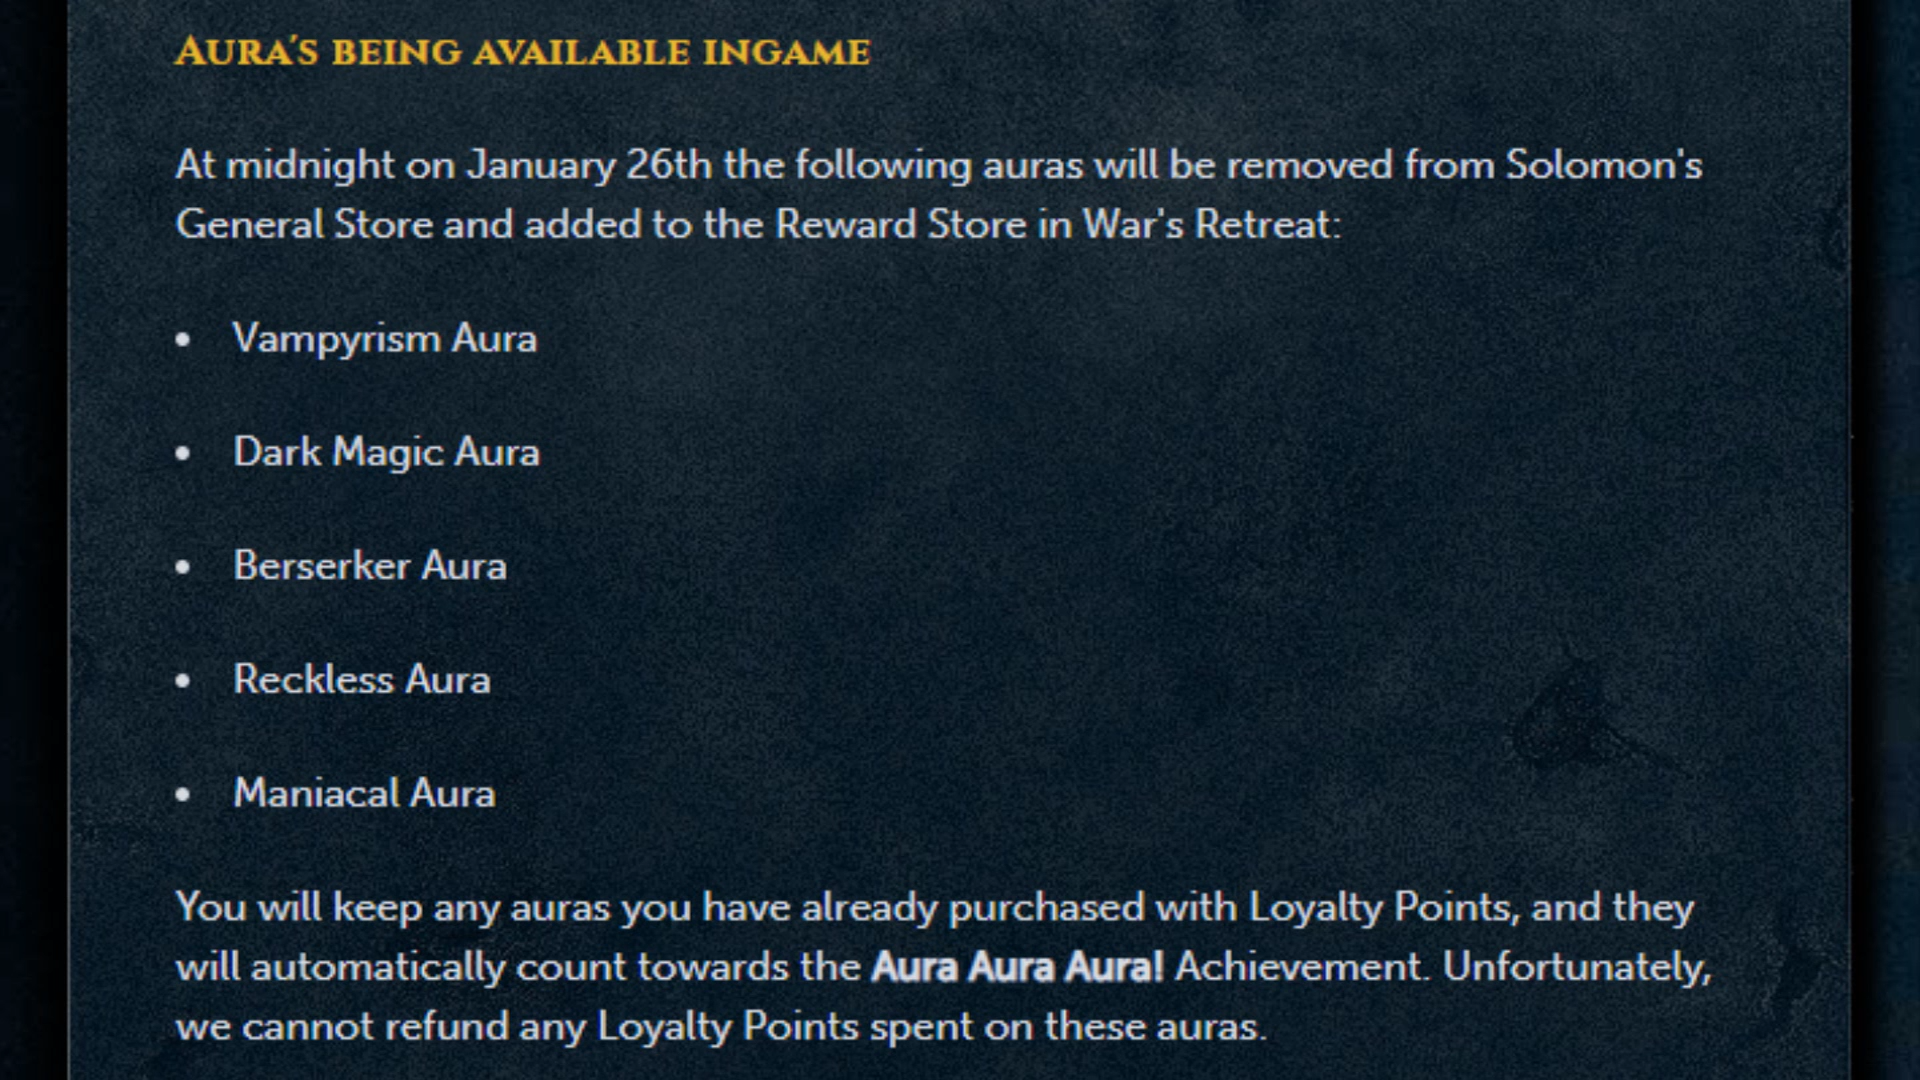 AURA'S BEING AVAILABLE INGAME
At midnight on January 26th the following auras will be removed from Solomon's
General Store and added to the Reward Store in War's Retreat:
• Vampyrism Aura
• Dark Magic Aura
• Berserker Aura
• Reckless Aura
• Maniacal Aura
You will keep any auras you have already purchased with Loyalty Points, and they
will automatically count towards the Aura Aura Aura! Achievement. Unfortunately,
we cannot refund any Loyalty Points spent on these auras.